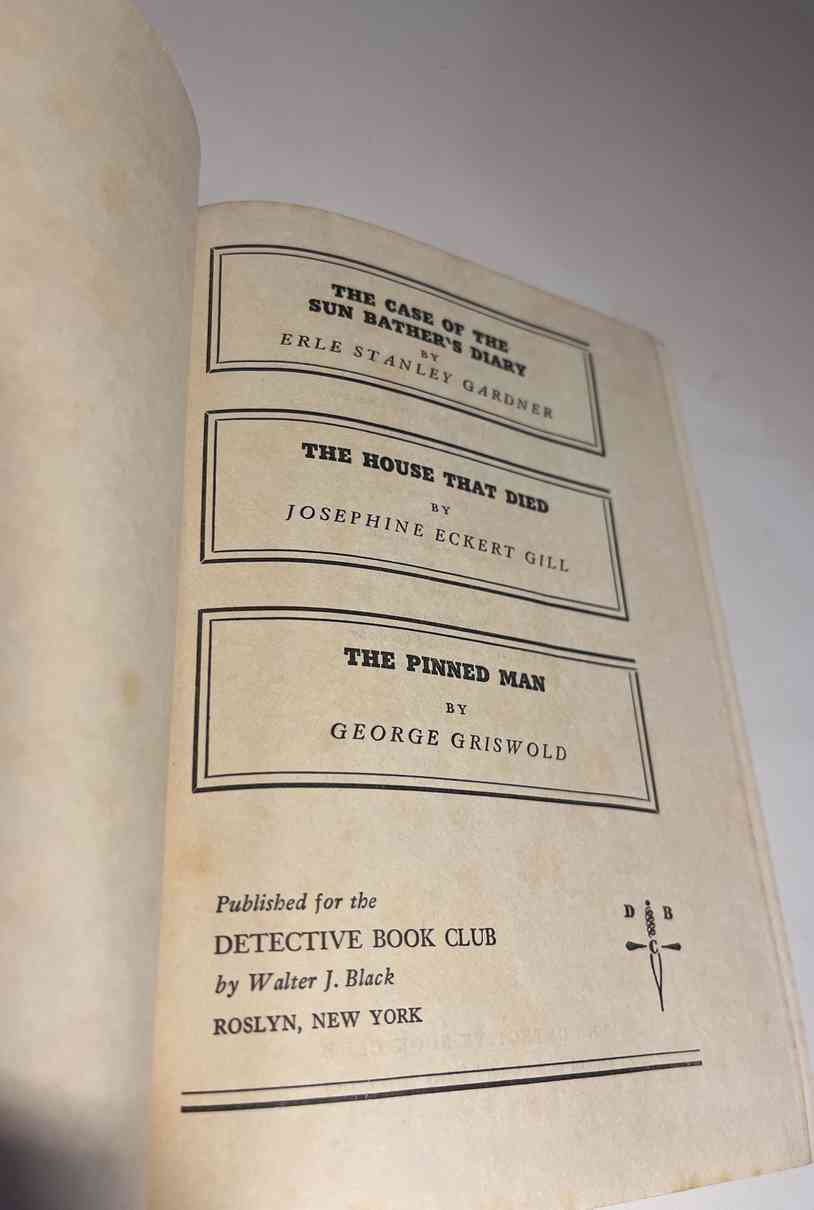 THE CASE OF THE
SUN BATHER'S DIARY
BY
ERLE STANLEY GARDNER
THE HOUSE THAT DIED
BY
JOSEPHINE ECKERT GILL
THE PINNED MAN
BY
GEORGE GRISWOLD
Published for the
DETECTIVE BOOK CLUB
by Walter J. Black
ROSLYN, NEW YORK
D B
C